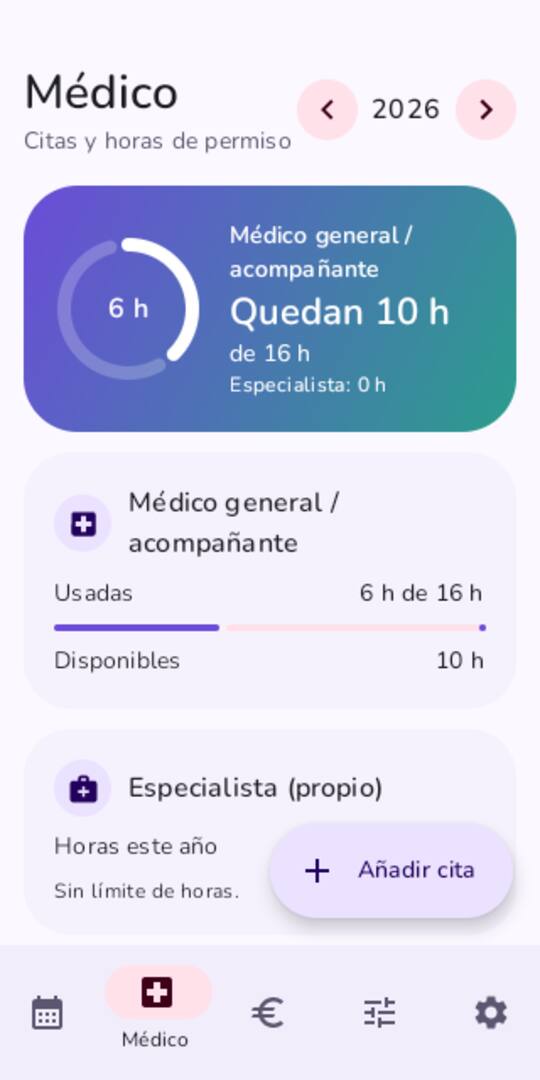 Médico
Citas y horas de permiso
2026
6 h
Médico general /
acompañante
Quedan 10 h
de 16 h
Especialista: 0 h
Médico general /
acompañante
Usadas
6 h de 16 h
Disponibles
10 h
Especialista (propio)
Horas este año
Sin límite de horas.
Añadir cita
Médico